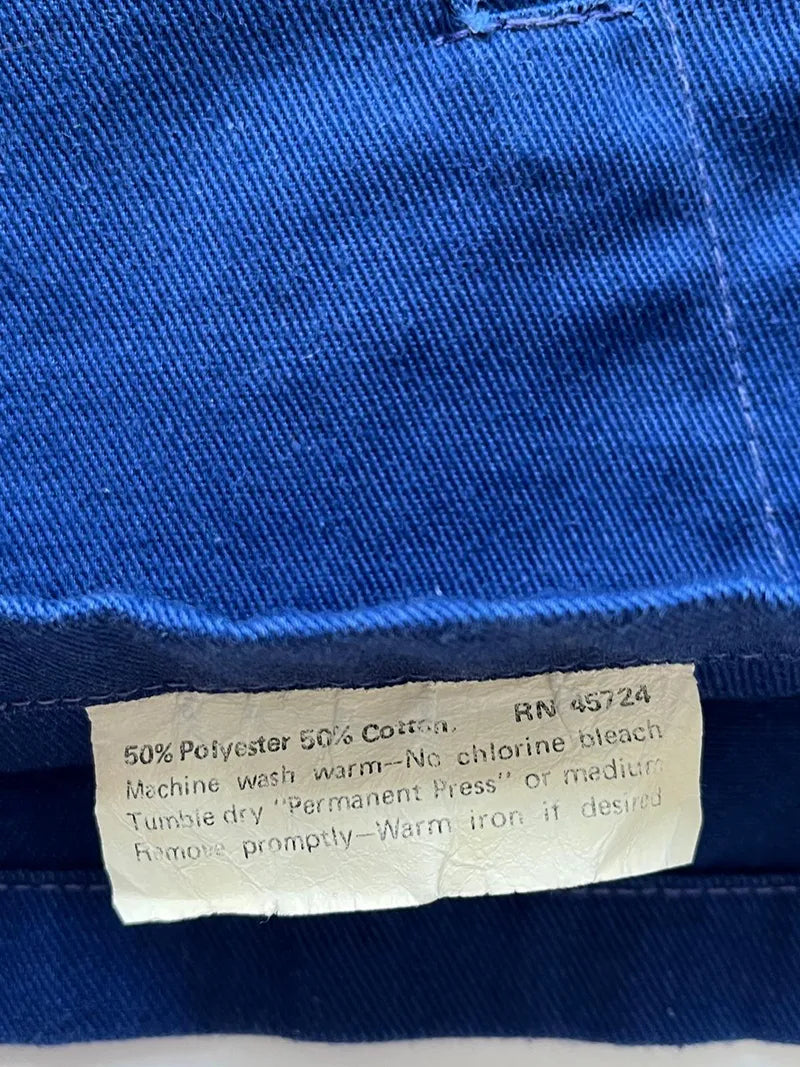 50% Polyester 50% Cotton. RN 45724
Machine wash warm—No chlorine bleach
Tumble dry "Permanent Press" or medium
Remove promptly—Warm iron if desired